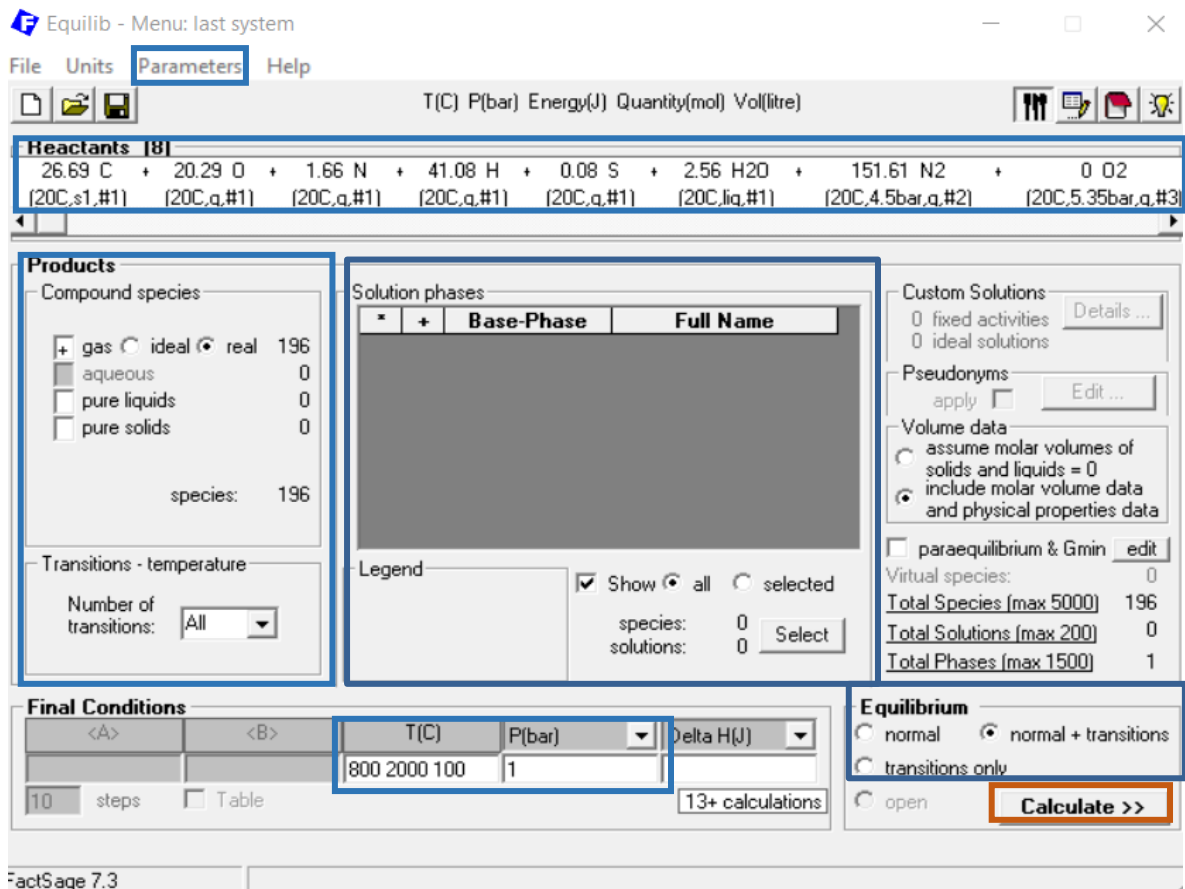 Equilib - Menu: last system
File Units Parameters Help
T(C) P(bar) Energy(J) Quantity(mol) Vol(litre)
Reactants [8]
26.69 C + 20.29 O + 1.66 N + 41.08 H + 0.08 S + 2.56 H2O + 151.61 N2 + 0 O2
(20C,s1,#1) (20C,g,#1) (20C,g,#1) (20C,g,#1) (20C,g,#1) (20C,liq,#1) (20C,4.5bar,g,#2) (20C,5.35bar,g,#3)
Products
Compound species
+ gas ideal real 196
aqueous 0
pure liquids 0
pure solids 0
species: 196
Transitions - temperature
Number of
transitions: All
Solution phases
* + Base-Phase Full Name
Legend
Show all selected
species: 0
solutions: 0 Select
Custom Solutions
0 fixed activities Details ...
0 ideal solutions
Pseudonyms
apply Edit ...
Volume data
assume molar volumes of
solids and liquids = 0
include molar volume data
and physical properties data
paraequilibrium & Gmin edit
Virtual species: 0
Total Species (max 5000) 196
Total Solutions (max 200) 0
Total Phases (max 1500) 1
Final Conditions
<A> <B> T(C) P(bar) Delta H(J)
800 2000 100 1
10 steps Table 13+ calculations
Equilibrium
normal normal + transitions
transitions only
open Calculate >>
FactSage 7.3